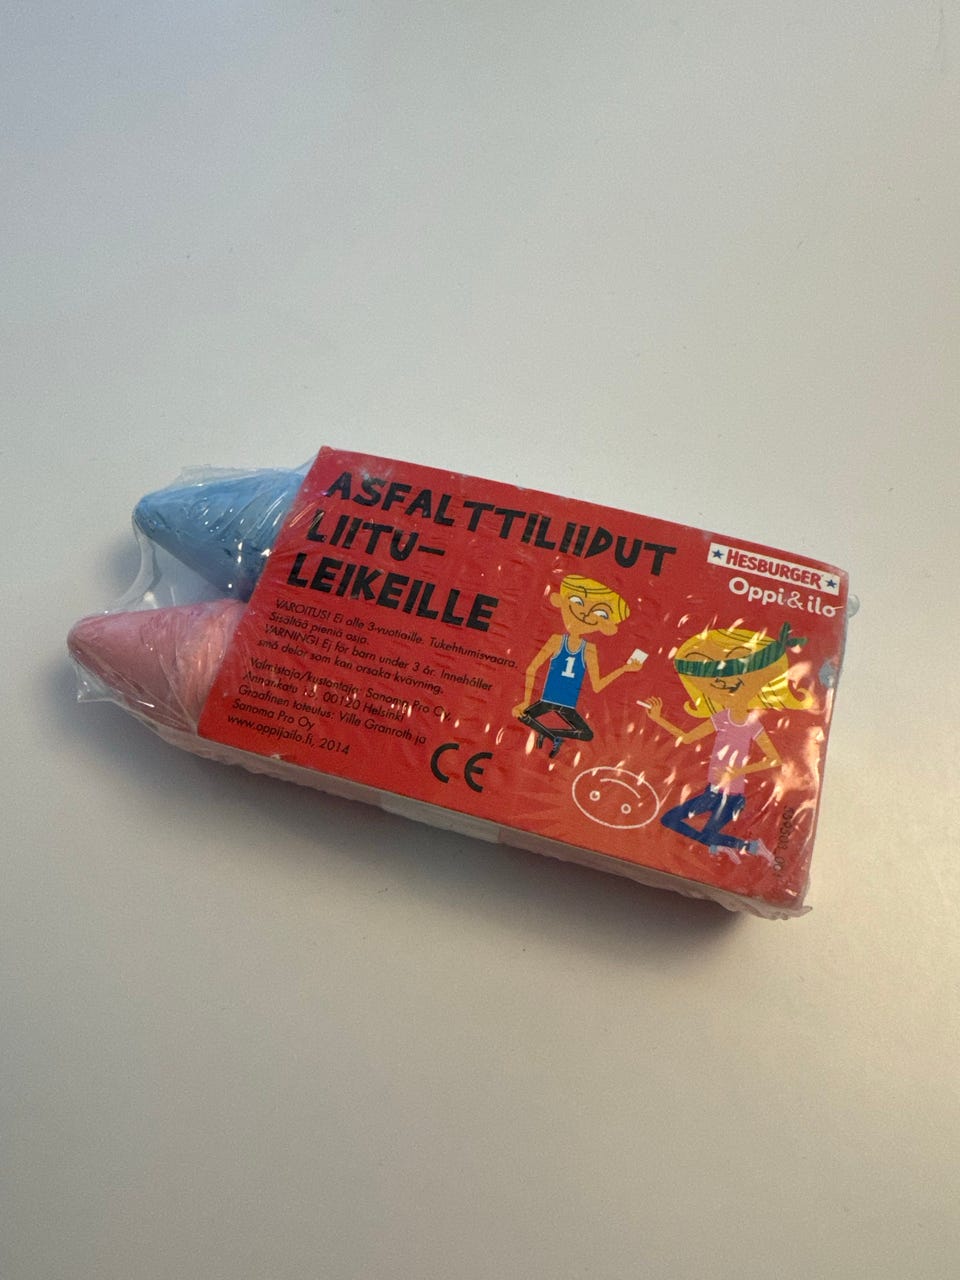 ASFALTTILIIDUT
LIITU-
LEIKEILLE
VAROITUS! Ei alle 3-vuotiaille. Tukehtumisvaara.
Sisältää pieniä osia.
VARNING! Ej för barn under 3 år. Innehåller
små delar som kan orsaka kvävning.
Valmistaja/kustantaja: Sanoma Pro Oy,
Annankatu 15, 00120 Helsinki
Graafinen toteutus: Ville Granroth ja
Sanoma Pro Oy
www.oppijailo.fi, 2014
CE
HESBURGER
Oppi&ilo
1